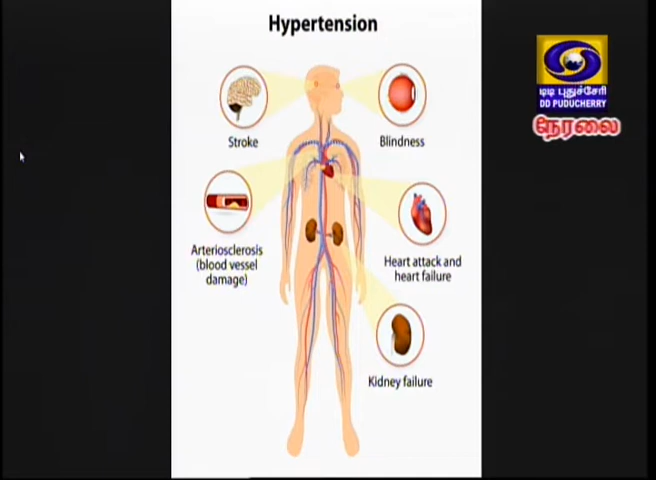 Hypertension
டிடி புதுச்சேரி
DD PUDUCHERRY
நேரலை
Stroke
Blindness
Arteriosclerosis
(blood vessel
damage)
Heart attack and
heart failure
Kidney failure